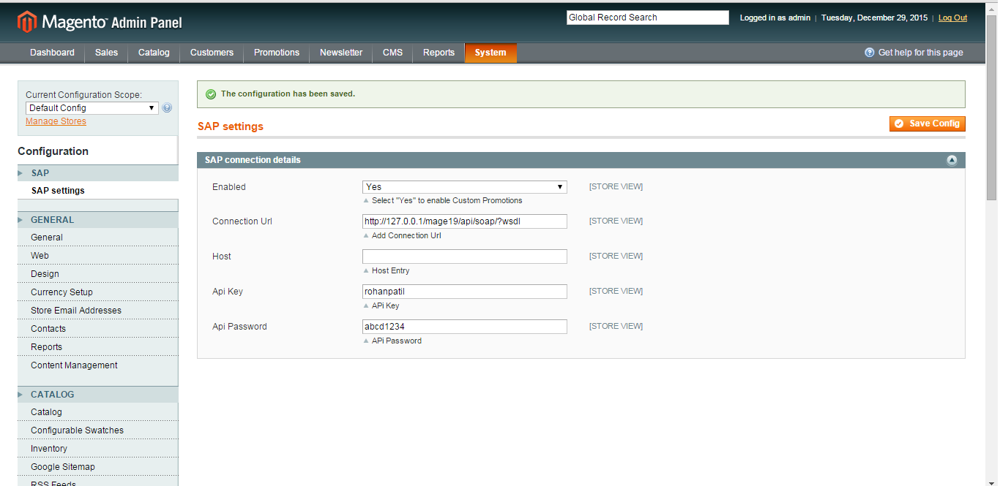 Magento Admin Panel
Global Record Search
Logged in as admin | Tuesday, December 29, 2015 | Log Out
Dashboard Sales Catalog Customers Promotions Newsletter CMS Reports System Get help for this page
Current Configuration Scope:
Default Config
Manage Stores
Configuration
SAP
SAP settings
GENERAL
General
Web
Design
Currency Setup
Store Email Addresses
Contacts
Reports
Content Management
CATALOG
Catalog
Configurable Swatches
Inventory
Google Sitemap
RSS Feeds
The configuration has been saved.
SAP settings
Save Config
SAP connection details
Enabled Yes [STORE VIEW]
Select "Yes" to enable Custom Promotions
Connection Url http://127.0.0.1/mage19/api/soap/?wsdl [STORE VIEW]
Add Connection Url
Host [STORE VIEW]
Host Entry
Api Key rohanpatil [STORE VIEW]
APi Key
Api Password abcd1234 [STORE VIEW]
APi Password